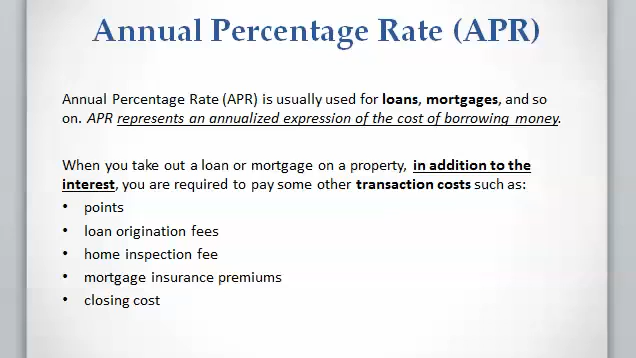 Annual Percentage Rate (APR)
Annual Percentage Rate (APR) is usually used for loans, mortgages, and so
on. APR represents an annualized expression of the cost of borrowing money.
When you take out a loan or mortgage on a property, in addition to the
interest, you are required to pay some other transaction costs such as:
• points
• loan origination fees
• home inspection fee
• mortgage insurance premiums
• closing cost